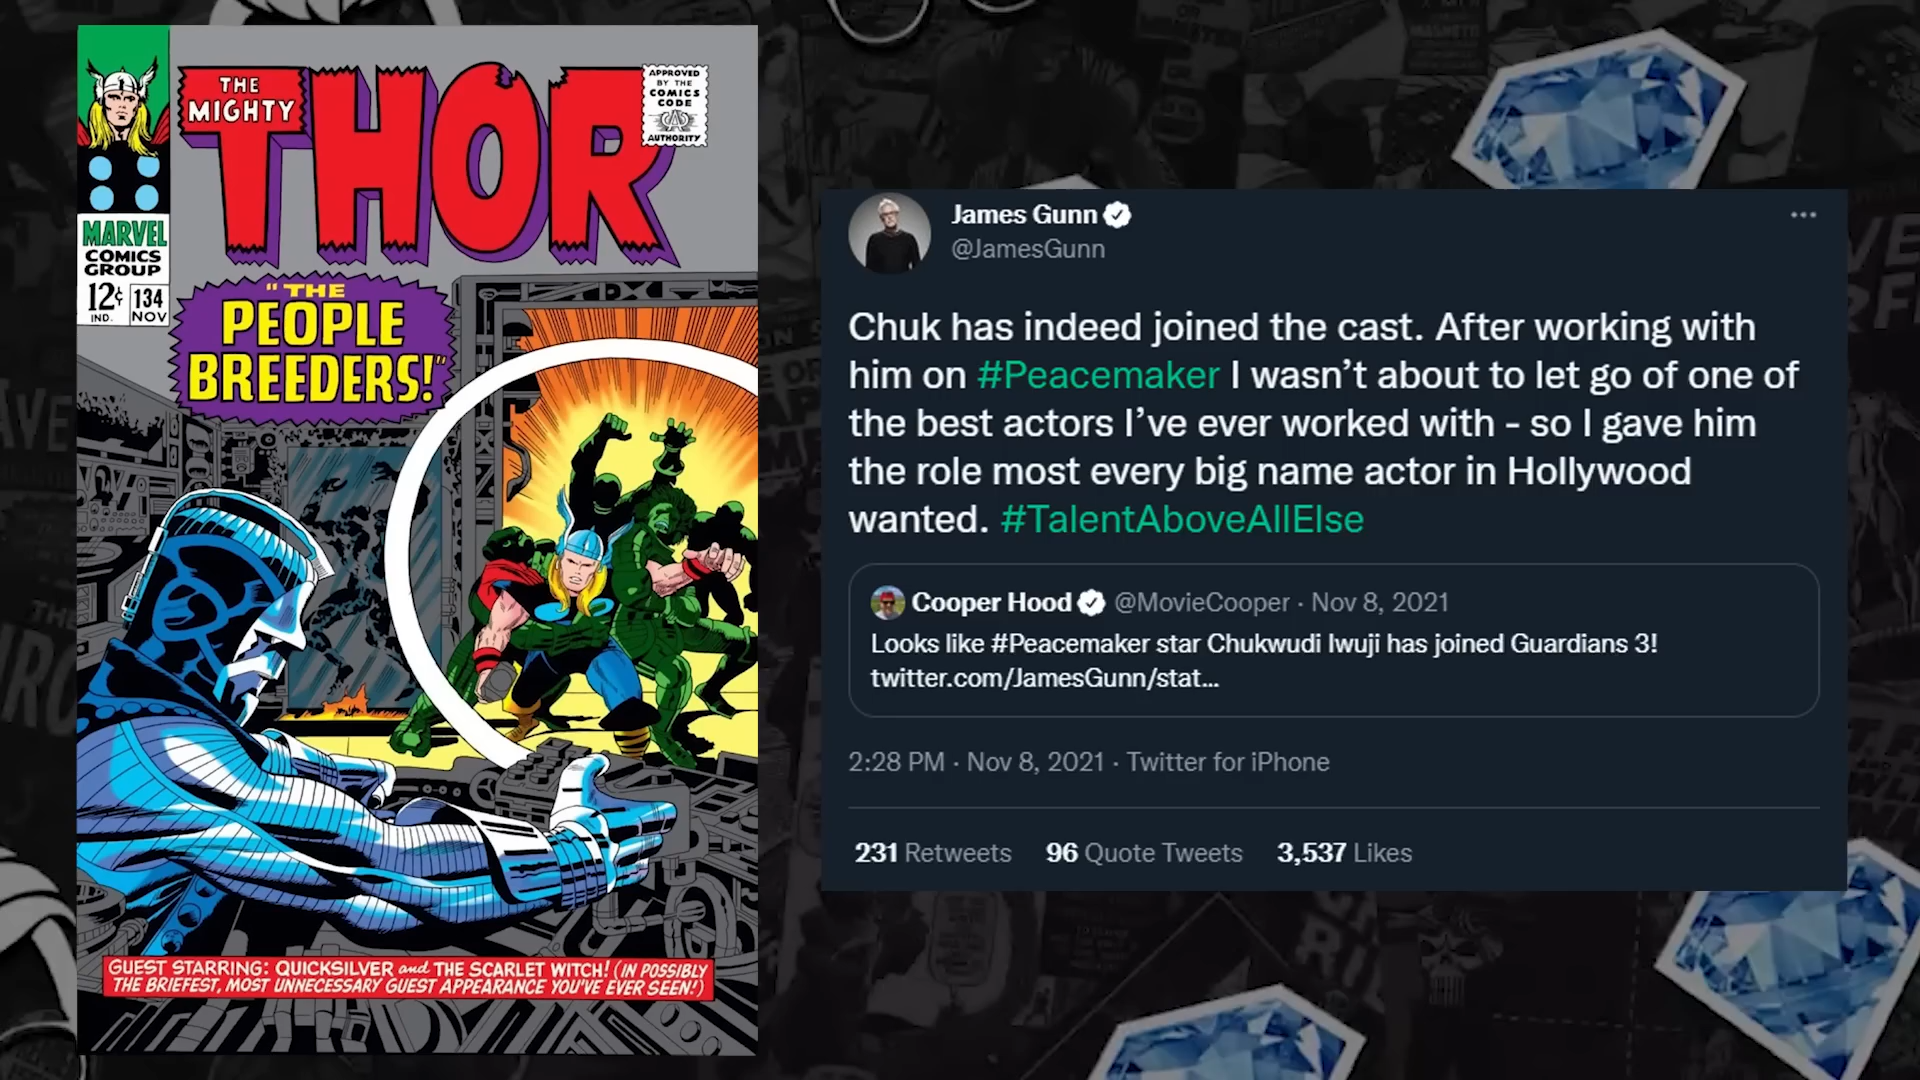 THE
MIGHTY
THOR
APPROVED
BY THE
COMICS
CODE
AUTHORITY
MARVEL
COMICS
GROUP
12¢
IND.
134
NOV
"THE
PEOPLE
BREEDERS!"
GUEST STARRING: QUICKSILVER and THE SCARLET WITCH! (IN POSSIBLY
THE BRIEFEST, MOST UNNECESSARY GUEST APPEARANCE YOU'VE EVER SEEN!)
James Gunn
@JamesGunn
Chuk has indeed joined the cast. After working with
him on #Peacemaker I wasn't about to let go of one of
the best actors I've ever worked with - so I gave him
the role most every big name actor in Hollywood
wanted. #TalentAboveAllElse
Cooper Hood @MovieCooper · Nov 8, 2021
Looks like #Peacemaker star Chukwudi Iwuji has joined Guardians 3!
twitter.com/JamesGunn/stat...
2:28 PM · Nov 8, 2021 · Twitter for iPhone
231 Retweets 96 Quote Tweets 3,537 Likes